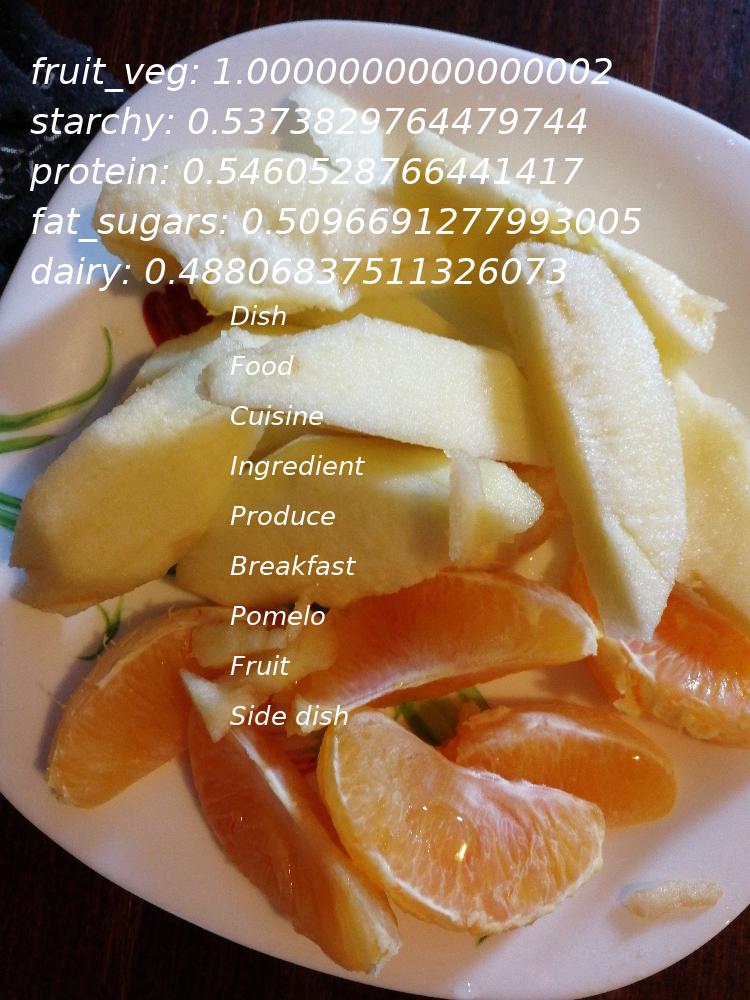 fruit_veg: 1.0000000000000002
starchy: 0.5373829764479744
protein: 0.5460528766441417
fat_sugars: 0.5096691277993005
dairy: 0.48806837511326073
Dish
Food
Cuisine
Ingredient
Produce
Breakfast
Pomelo
Fruit
Side dish